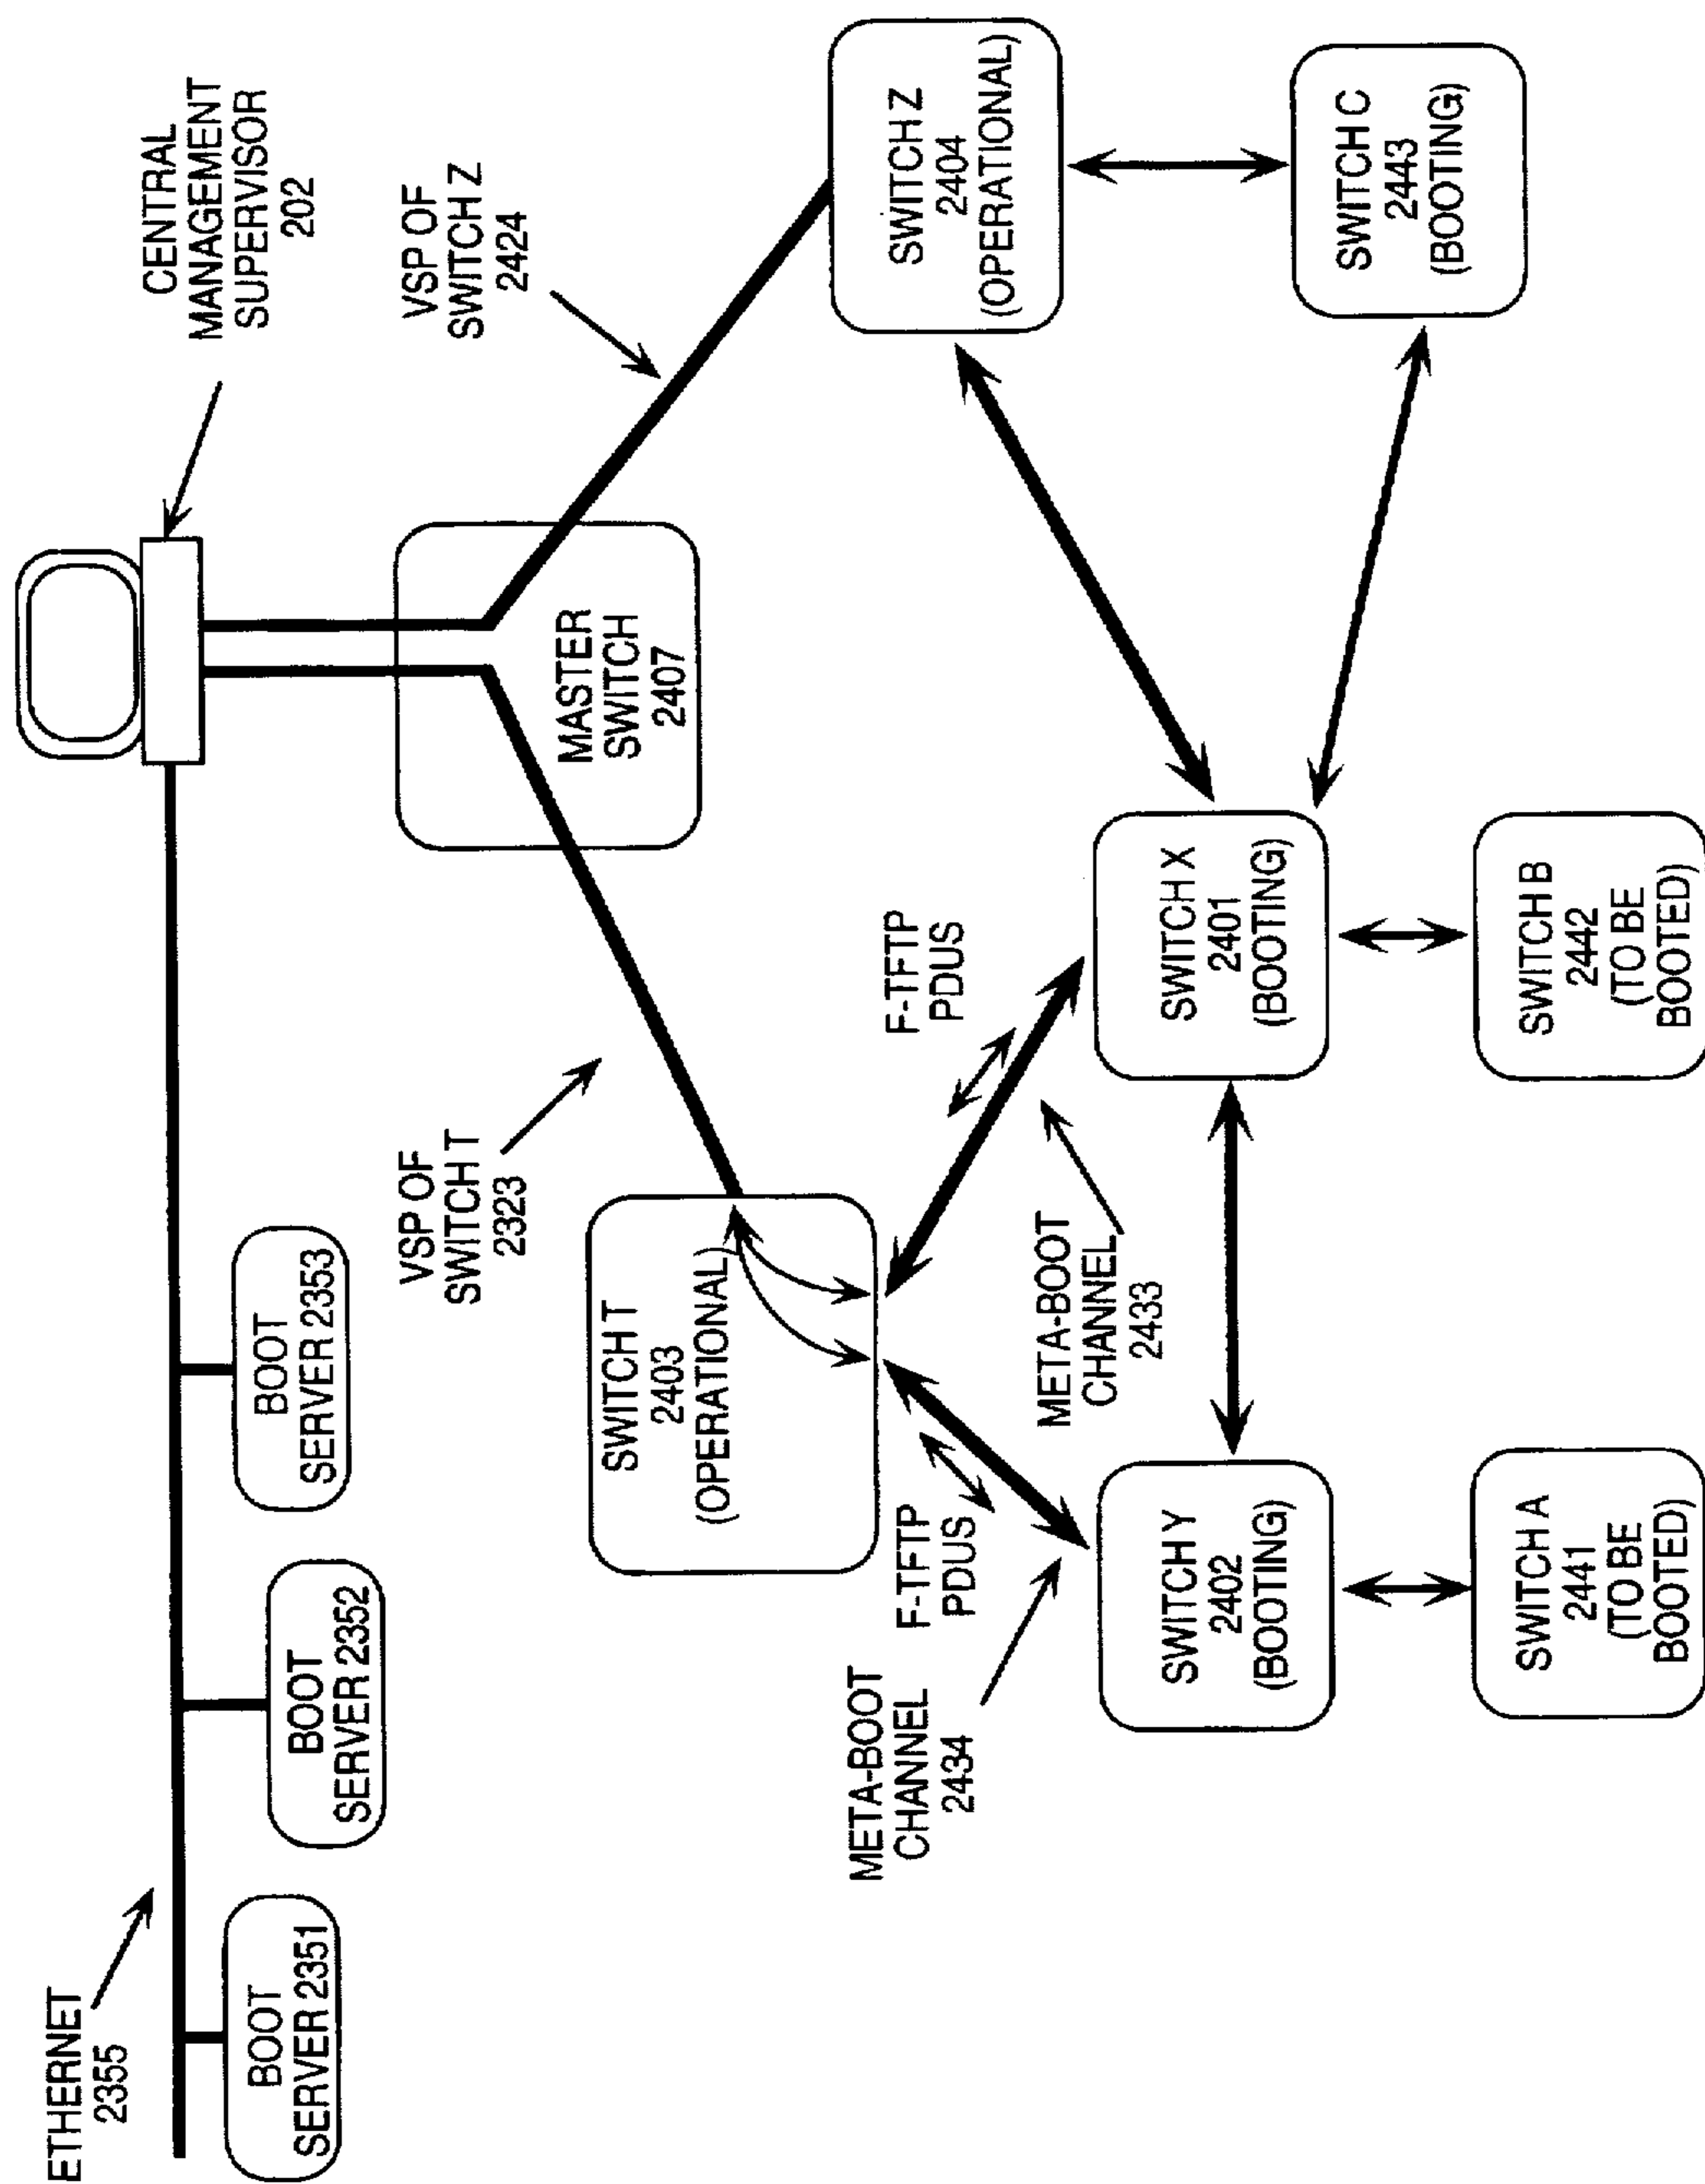 ETHERNET
2355
BOOT
SERVER 2351
BOOT
SERVER 2352
BOOT
SERVER 2353
CENTRAL
MANAGEMENT
SUPERVISOR
202
VSP OF
SWITCH T
2323
MASTER
SWITCH
2407
VSP OF
SWITCH Z
2424
SWITCH T
2403
(OPERATIONAL)
SWITCH Z
2404
(OPERATIONAL)
META-BOOT
CHANNEL
2434
F-TFTP
PDUS
META-BOOT
CHANNEL
2433
F-TFTP
PDUS
SWITCH Y
2402
(BOOTING)
SWITCH X
2401
(BOOTING)
SWITCH C
2443
(BOOTING)
SWITCH A
2441
(TO BE
BOOTED)
SWITCH B
2442
(TO BE
BOOTED)